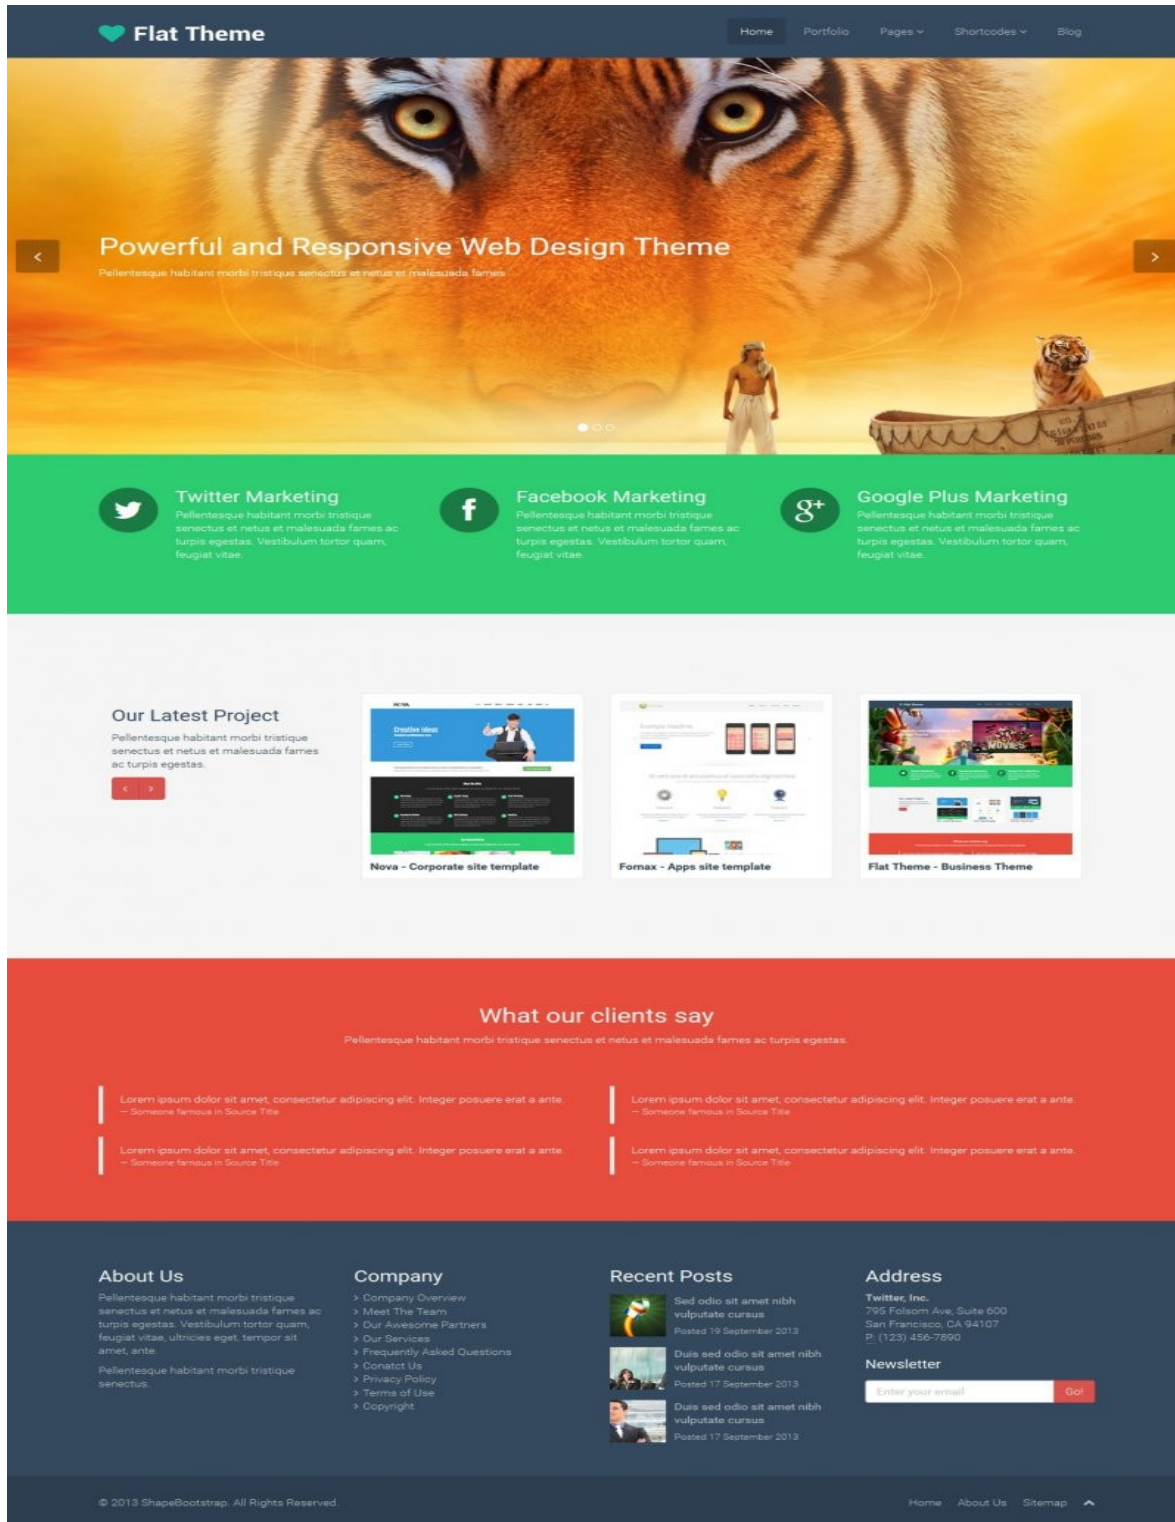 Flat Theme
Home Portfolio Pages Shortcodes Blog
Powerful and Responsive Web Design Theme
Pellentesque habitant morbi tristique senectus et netus et malesuada fames
Twitter Marketing
Pellentesque habitant morbi tristique
senectus et netus et malesuada fames ac
turpis egestas. Vestibulum tortor quam,
feugiat vitae.
Facebook Marketing
Pellentesque habitant morbi tristique
senectus et netus et malesuada fames ac
turpis egestas. Vestibulum tortor quam,
feugiat vitae.
Google Plus Marketing
Pellentesque habitant morbi tristique
senectus et netus et malesuada fames ac
turpis egestas. Vestibulum tortor quam,
feugiat vitae.
Our Latest Project
Pellentesque habitant morbi tristique
senectus et netus et malesuada fames
ac turpis egestas.
NOVA
Creative Ideas
Nova - Corporate site template
Fornax - Apps site template
Flat Theme - Business Theme
What our clients say
Pellentesque habitant morbi tristique senectus et netus et malesuada fames ac turpis egestas.
Lorem ipsum dolor sit amet, consectetur adipiscing elit. Integer posuere erat a ante.
— Someone famous in Source Title
Lorem ipsum dolor sit amet, consectetur adipiscing elit. Integer posuere erat a ante.
— Someone famous in Source Title
Lorem ipsum dolor sit amet, consectetur adipiscing elit. Integer posuere erat a ante.
— Someone famous in Source Title
Lorem ipsum dolor sit amet, consectetur adipiscing elit. Integer posuere erat a ante.
— Someone famous in Source Title
About Us
Pellentesque habitant morbi tristique
senectus et netus et malesuada fames ac
turpis egestas. Vestibulum tortor quam,
feugiat vitae, ultricies eget, tempor sit
amet, ante.
Pellentesque habitant morbi tristique
senectus.
Company
> Company Overview
> Meet The Team
> Our Awesome Partners
> Our Services
> Frequently Asked Questions
> Conatct Us
> Privacy Policy
> Terms of Use
> Copyright
Recent Posts
Sed odio sit amet nibh
vulputate cursus
Posted 19 September 2013
Duis sed odio sit amet nibh
vulputate cursus
Posted 17 September 2013
Duis sed odio sit amet nibh
vulputate cursus
Posted 17 September 2013
Address
Twitter, Inc.
795 Folsom Ave, Suite 600
San Francisco, CA 94107
P: (123) 456-7890
Newsletter
Enter your email Go!
© 2013 ShapeBootstrap. All Rights Reserved.
Home About Us Sitemap